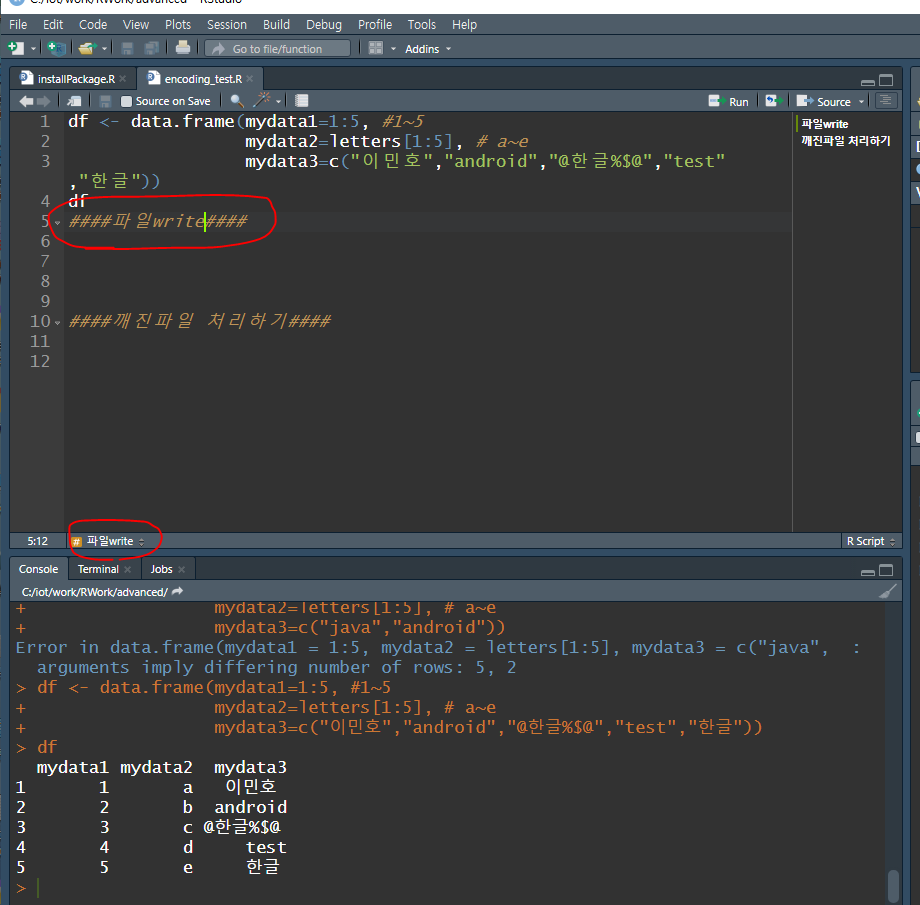 C:/iot/work/RWork/advanced - RStudio
File Edit Code View Plots Session Build Debug Profile Tools Help
Go to file/function Addins
installPackage.R encoding_test.R
Source on Save Run Source
1 df <- data.frame(mydata1=1:5, #1~5
2 mydata2=letters[1:5], # a~e
3 mydata3=c("이민호","android","@한글%$@","test"
,"한글"))
4 df
5 ####파일write####
6
7
8
9
10 ####깨진파일 처리하기####
11
12
파일write
깨진파일 처리하기
5:12 # 파일write R Script
Console Terminal Jobs
C:/iot/work/RWork/advanced/
+ mydata2=letters[1:5], # a~e
+ mydata3=c("java","android"))
Error in data.frame(mydata1 = 1:5, mydata2 = letters[1:5], mydata3 = c("java", :
arguments imply differing number of rows: 5, 2
> df <- data.frame(mydata1=1:5, #1~5
+ mydata2=letters[1:5], # a~e
+ mydata3=c("이민호","android","@한글%$@","test","한글"))
> df
mydata1 mydata2 mydata3
1 1 a 이민호
2 2 b android
3 3 c @한글%$@
4 4 d test
5 5 e 한글
>